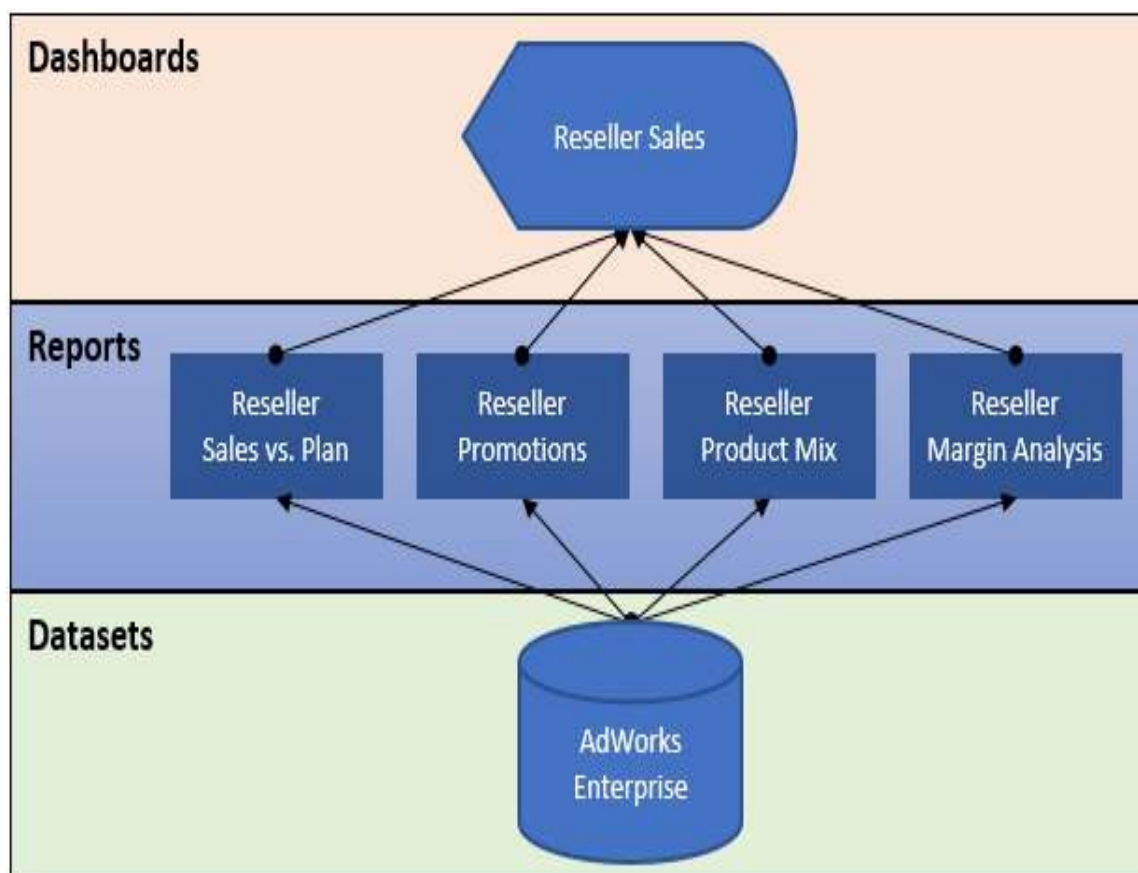 Dashboards
Reseller Sales
Reports
Reseller
Sales vs. Plan
Reseller
Promotions
Reseller
Product Mix
Reseller
Margin Analysis
Datasets
AdWorks
Enterprise